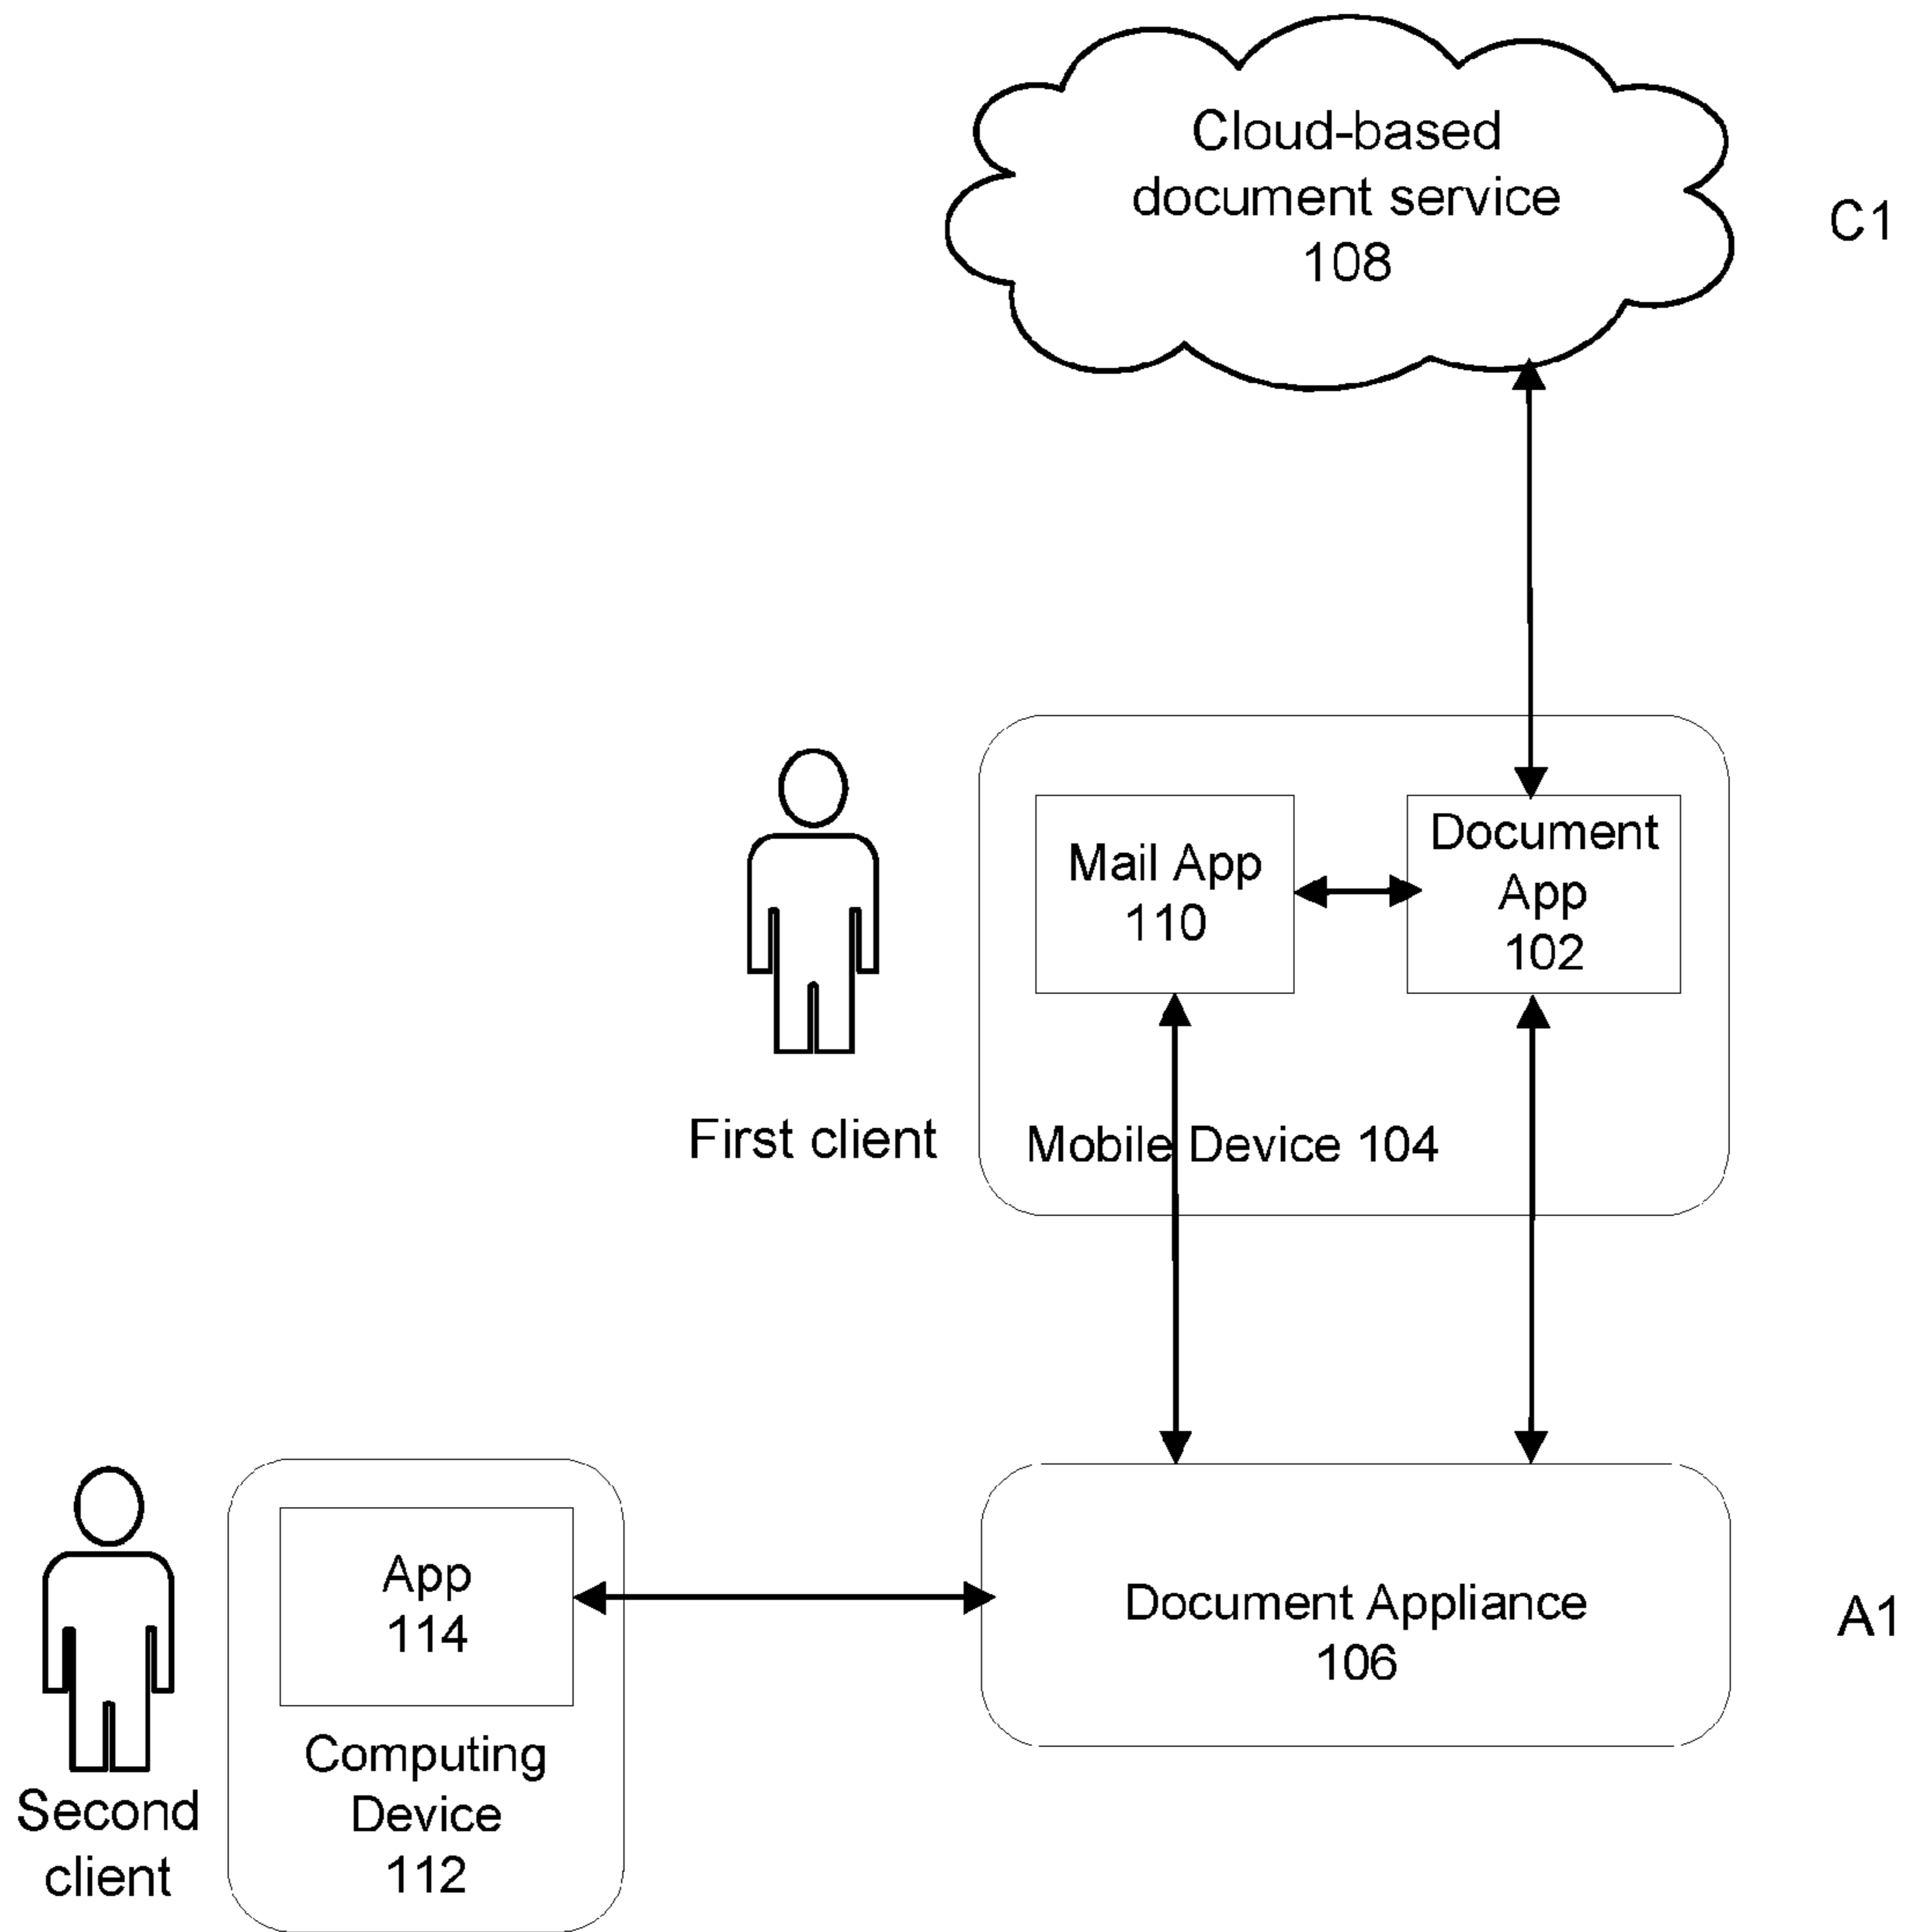 Cloud-based
document service
108
C1
Mail App
110
Document
App
102
First client
Mobile Device 104
App
114
Computing
Device
112
Second
client
Document Appliance
106
A1